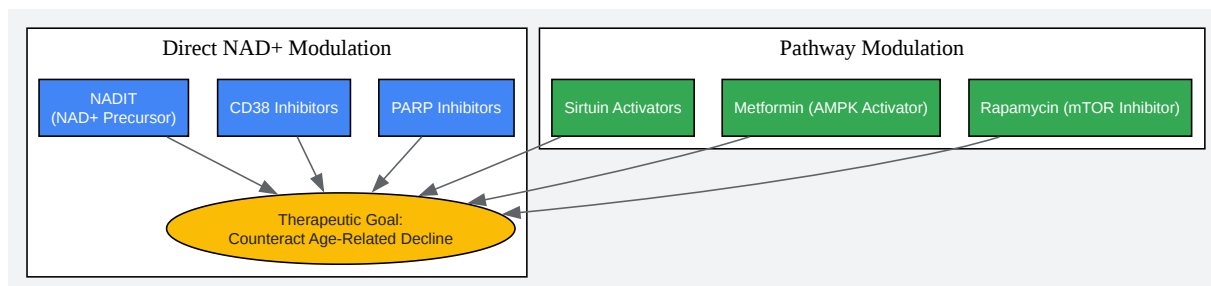 Direct NAD+ Modulation
Pathway Modulation
NADIT
(NAD+ Precursor)
CD38 Inhibitors
PARP Inhibitors
Sirtuin Activators
Metformin (AMPK Activator)
Rapamycin (mTOR Inhibitor)
Therapeutic Goal:
Counteract Age-Related Decline